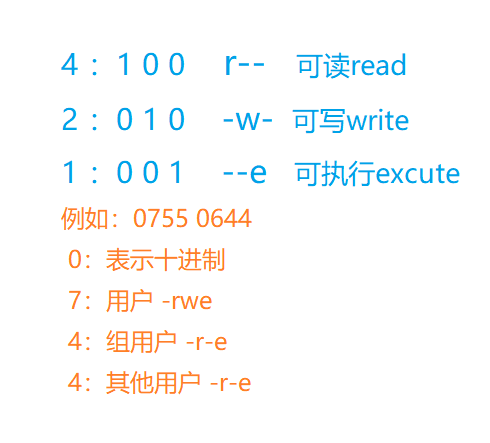 4：1 0 0 r-- 可读read
2：0 1 0 -w- 可写write
1：0 0 1 --e 可执行excute
例如：0755 0644
0：表示十进制
7：用户 -rwe
4：组用户 -r-e
4：其他用户 -r-e